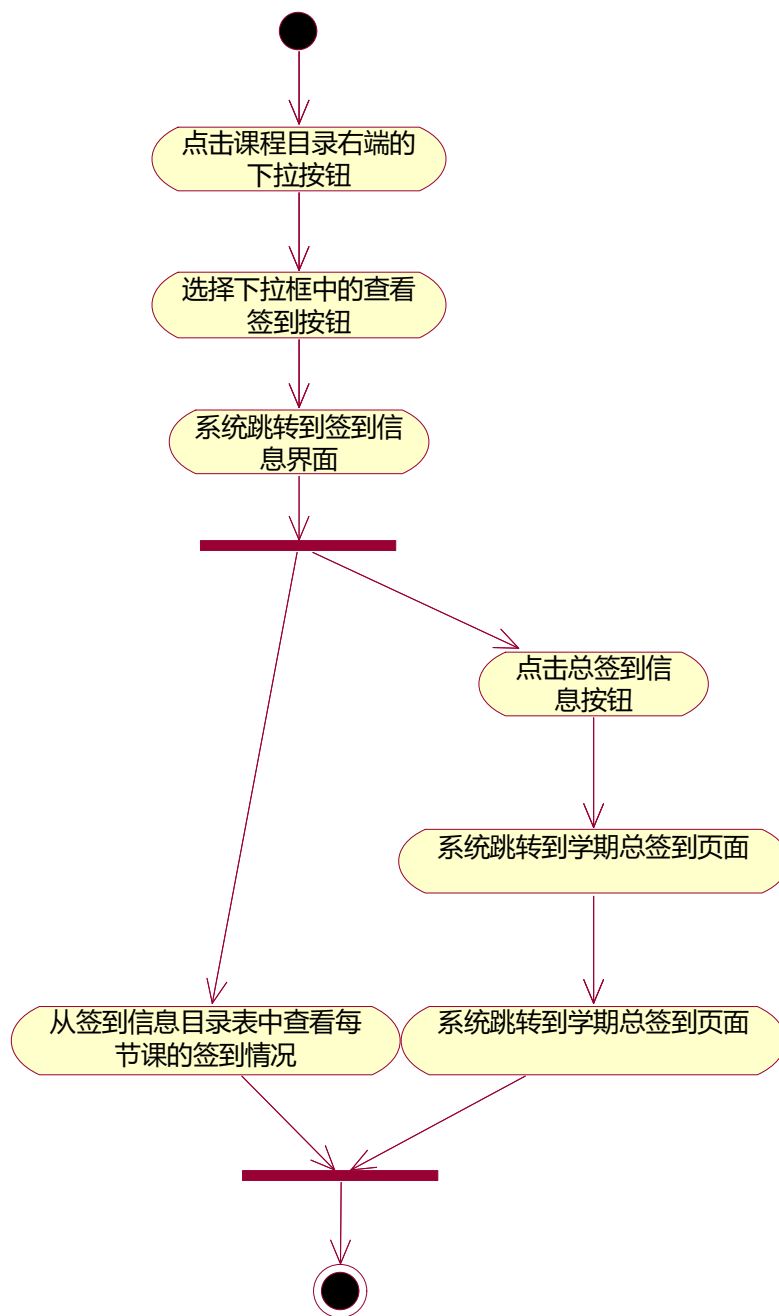 点击课程目录右端的
下拉按钮
选择下拉框中的查看
签到按钮
系统跳转到签到信
息界面
点击总签到信
息按钮
系统跳转到学期总签到页面
从签到信息目录表中查看每
节课的签到情况
系统跳转到学期总签到页面